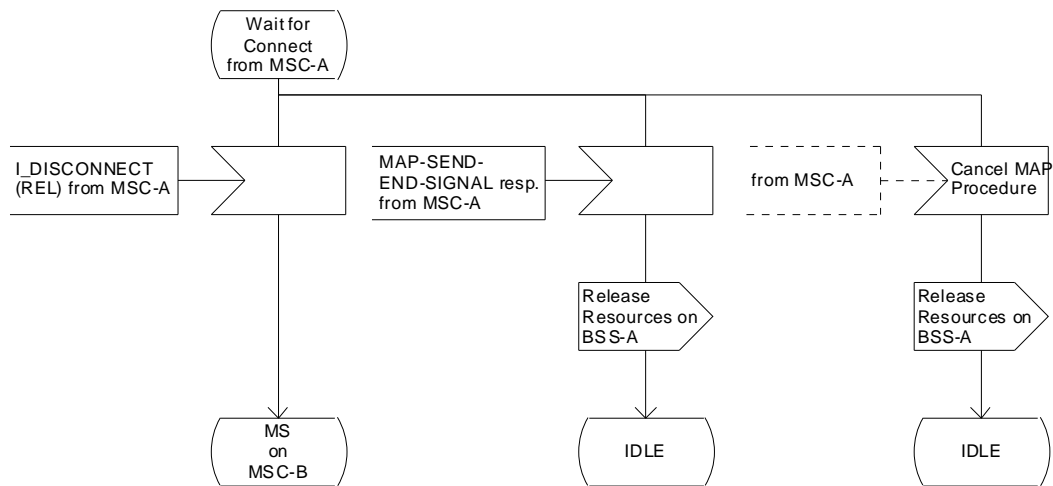 Wait for
Connect
from MSC-A
I_DISCONNECT
(REL) from MSC-A
MAP-SEND-
END-SIGNAL resp.
from MSC-A
from MSC-A
Cancel MAP
Procedure
Release
Resources on
BSS-A
Release
Resources on
BSS-A
MS
on
MSC-B
IDLE
IDLE